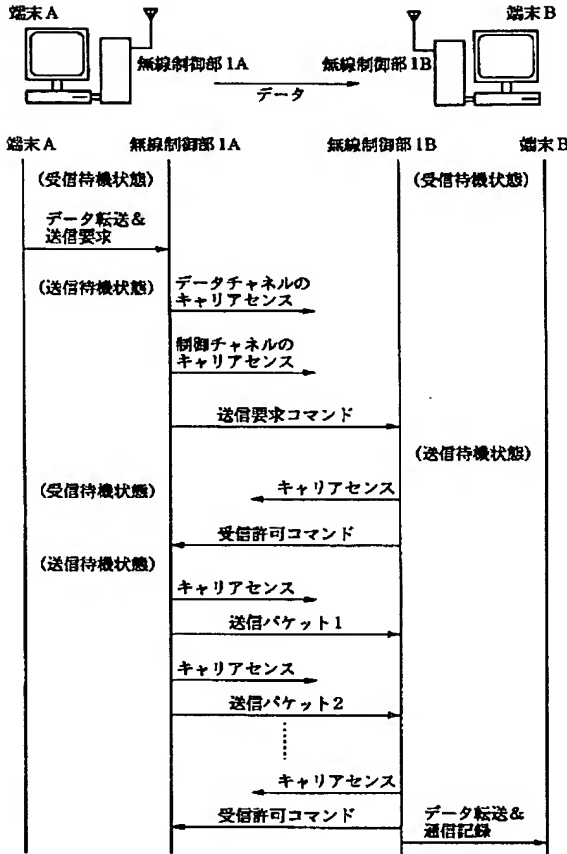 端末A
端末B
無線制御部1A
無線制御部1B
データ
端末A
無線制御部1A
無線制御部1B
端末B
(受信待機状態)
(受信待機状態)
データ転送&
送信要求
(送信待機状態)
データチャネルの
キャリアセンス
制御チャネルの
キャリアセンス
送信要求コマンド
(送信待機状態)
(受信待機状態)
キャリアセンス
受信許可コマンド
(送信待機状態)
キャリアセンス
送信パケット1
キャリアセンス
送信パケット2
キャリアセンス
受信許可コマンド
データ転送&
通信記録